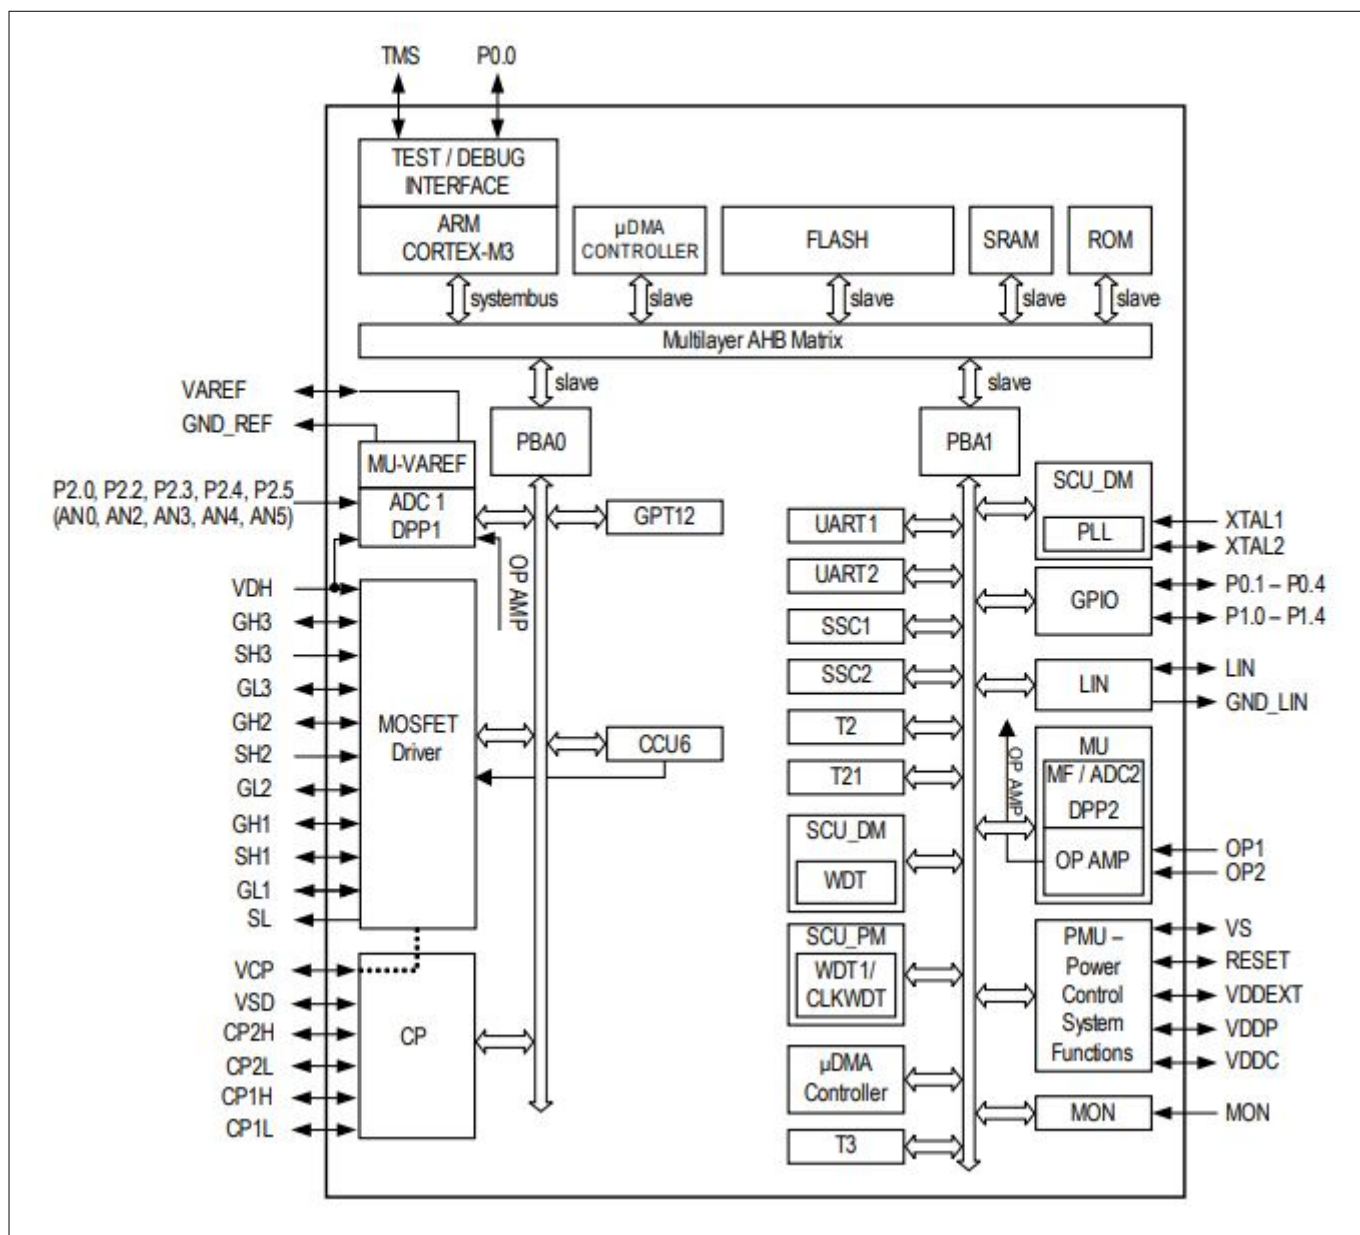 TMS
P0.0
TEST / DEBUG
INTERFACE
ARM
CORTEX-M3
µDMA
CONTROLLER
FLASH
SRAM
ROM
systembus
slave
slave
slave
slave
Multilayer AHB Matrix
slave
slave
VAREF
GND_REF
PBA0
PBA1
MU-VAREF
P2.0, P2.2, P2.3, P2.4, P2.5
(AN0, AN2, AN3, AN4, AN5)
ADC 1
DPP1
GPT12
OP AMP
VDH
GH3
SH3
GL3
GH2
SH2
GL2
GH1
SH1
GL1
SL
MOSFET
Driver
CCU6
VCP
VSD
CP2H
CP2L
CP1H
CP1L
CP
UART1
UART2
SSC1
SSC2
T2
T21
SCU_DM
WDT
SCU_PM
WDT1/
CLKWDT
µDMA
Controller
T3
SCU_DM
PLL
XTAL1
XTAL2
GPIO
P0.1 – P0.4
P1.0 – P1.4
LIN
LIN
GND_LIN
OP AMP
MU
MF / ADC2
DPP2
OP AMP
OP1
OP2
PMU –
Power
Control
System
Functions
VS
RESET
VDDEXT
VDDP
VDDC
MON
MON